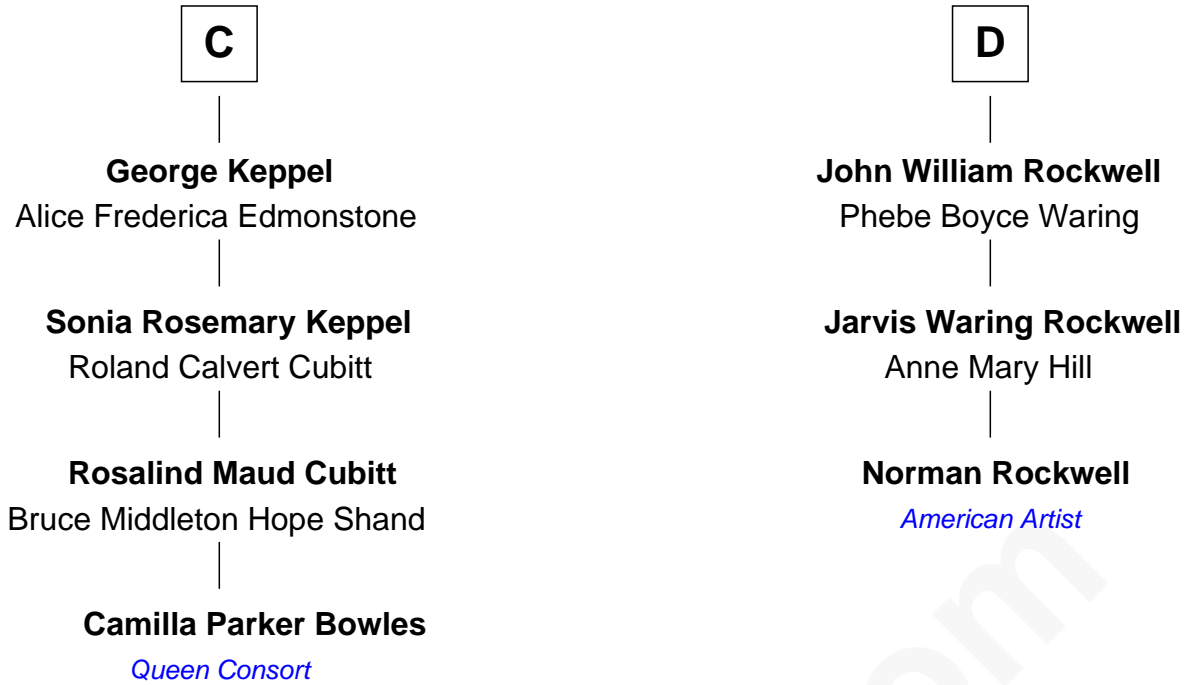 C
George Keppel
Alice Frederica Edmonstone
Sonia Rosemary Keppel
Roland Calvert Cubitt
Rosalind Maud Cubitt
Bruce Middleton Hope Shand
Camilla Parker Bowles
Queen Consort
D
John William Rockwell
Phebe Boyce Waring
Jarvis Waring Rockwell
Anne Mary Hill
Norman Rockwell
American Artist
om